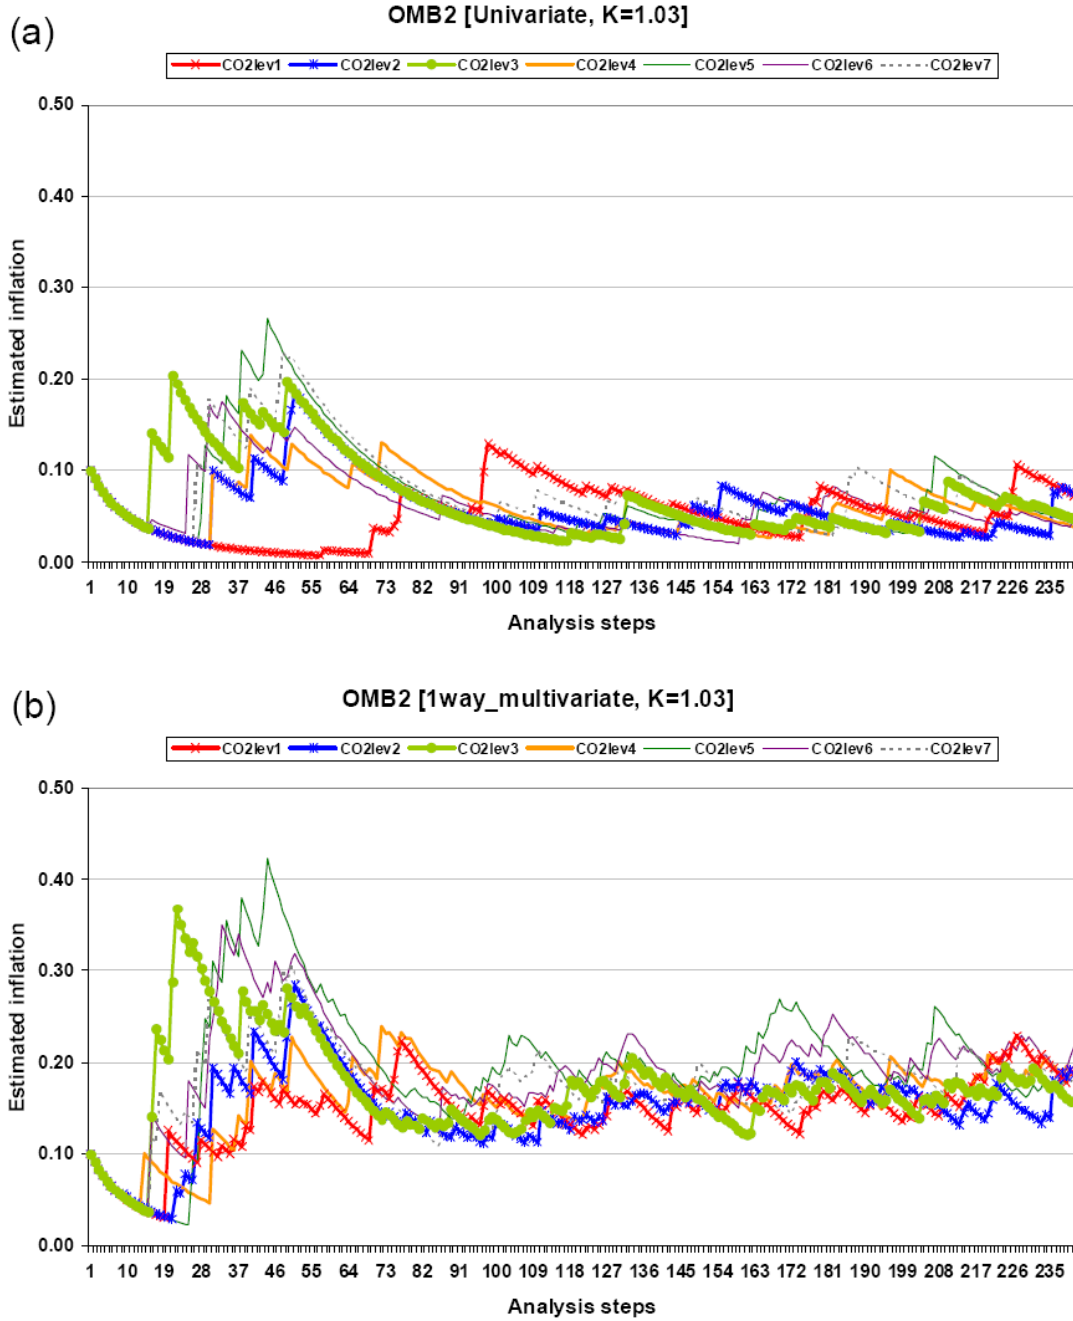 (a)
OMB2 [Univariate, K=1.03]
CO2lev1 CO2lev2 CO2lev3 CO2lev4 CO2lev5 CO2lev6 CO2lev7
0.50
0.40
0.30
0.20
0.10
0.00
Estimated inflation
1 10 19 28 37 46 55 64 73 82 91 100 109 118 127 136 145 154 163 172 181 190 199 208 217 226 235
Analysis steps
(b)
OMB2 [1way_multivariate, K=1.03]
CO2lev1 CO2lev2 CO2lev3 CO2lev4 CO2lev5 CO2lev6 CO2lev7
0.50
0.40
0.30
0.20
0.10
0.00
Estimated inflation
1 10 19 28 37 46 55 64 73 82 91 100 109 118 127 136 145 154 163 172 181 190 199 208 217 226 235
Analysis steps